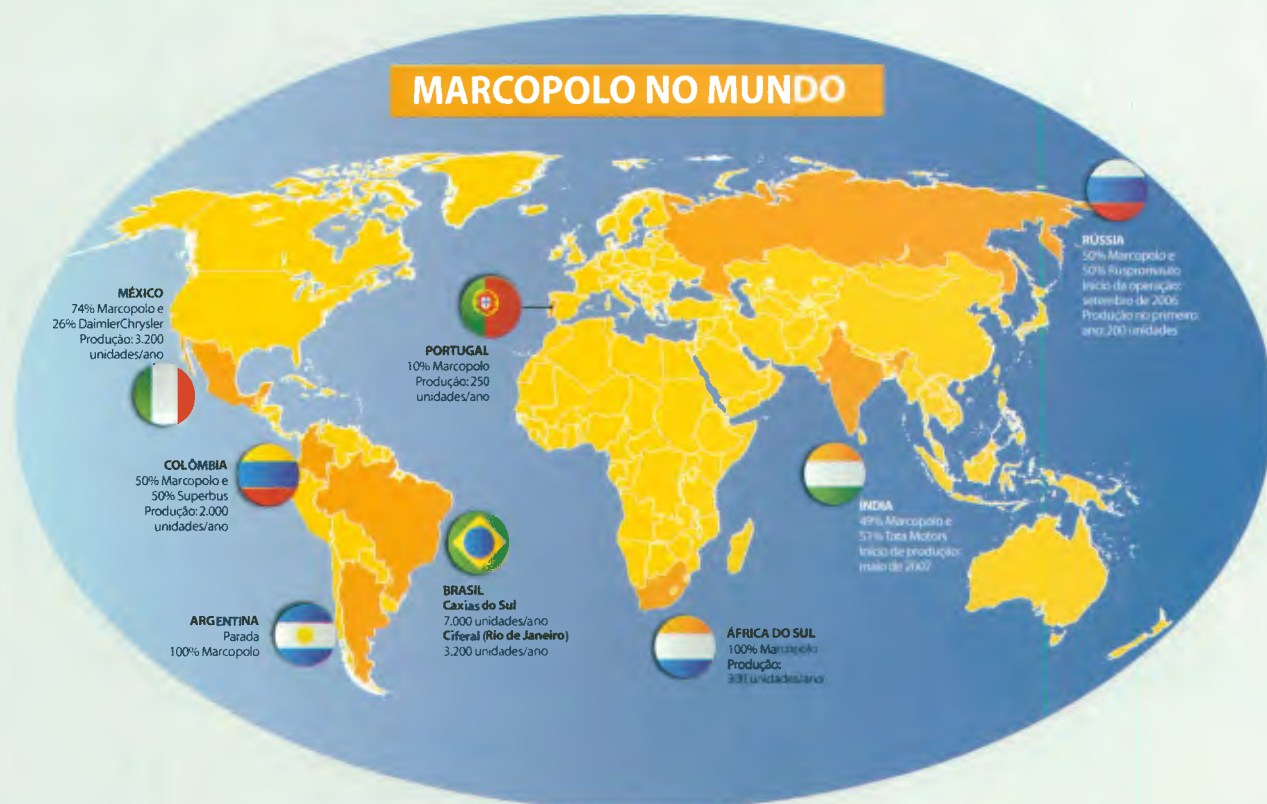 MARCOPOLO NO MUNDO
MÉXICO
74% Marcopolo e
26% DaimlerChrysler
Produção: 3.200
unidades/ano
COLÔMBIA
50% Marcopolo e
50% Superbus
Produção: 2.000
unidades/ano
ARGENTINA
Parada
100% Marcopolo
BRASIL
Caxias do Sul
7.000 unidades/ano
Ciferal (Rio de Janeiro)
3.200 unidades/ano
PORTUGAL
10% Marcopolo
Produção: 250
unidades/ano
ÁFRICA DO SUL
100% Marcopolo
Produção:
unidades/ano
ÍNDIA
49% Marcopolo e
51% Tata Motors
Início de produção:
maio de 2007
RÚSSIA
50% Marcopolo e
50% Ruspromauto
Início da operação:
setembro de 2006
Produção no primeiro
ano: 200 unidades